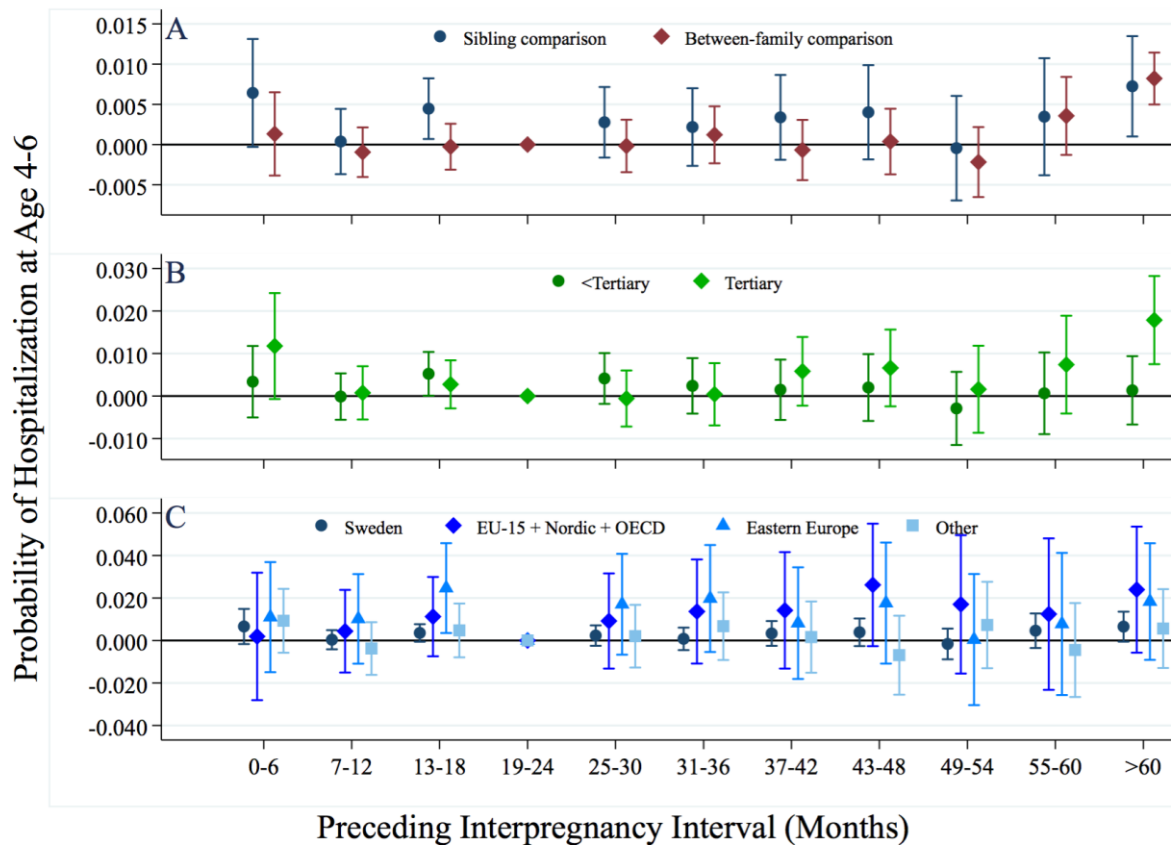 Probability of Hospitalization at Age 4-6
A
Sibling comparison Between-family comparison
0.015
0.010
0.005
0.000
-0.005
B
<Tertiary Tertiary
0.030
0.020
0.010
0.000
-0.010
C
Sweden EU-15 + Nordic + OECD Eastern Europe Other
0.060
0.040
0.020
0.000
-0.020
-0.040
0-6 7-12 13-18 19-24 25-30 31-36 37-42 43-48 49-54 55-60 >60
Preceding Interpregnancy Interval (Months)